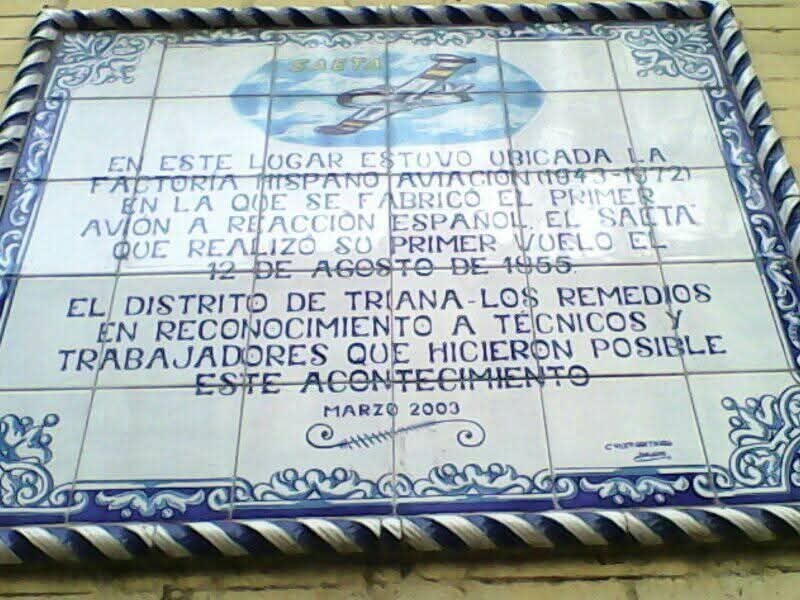 SAETA
EN ESTE LUGAR ESTUVO UBICADA LA
FACTORIA HISPANO AVIACIÓN (1943-1972)
EN LA QUE SE FABRICÓ EL PRIMER
AVIÓN A REACCIÓN ESPAÑOL, EL "SAETA"
QUE REALIZÓ SU PRIMER VUELO EL
12 DE AGOSTO DE 1955.
EL DISTRITO DE TRIANA-LOS REMEDIOS
EN RECONOCIMIENTO A TÉCNICOS Y
TRABAJADORES QUE HICIERON POSIBLE
ESTE ACONTECIMIENTO
MARZO 2003